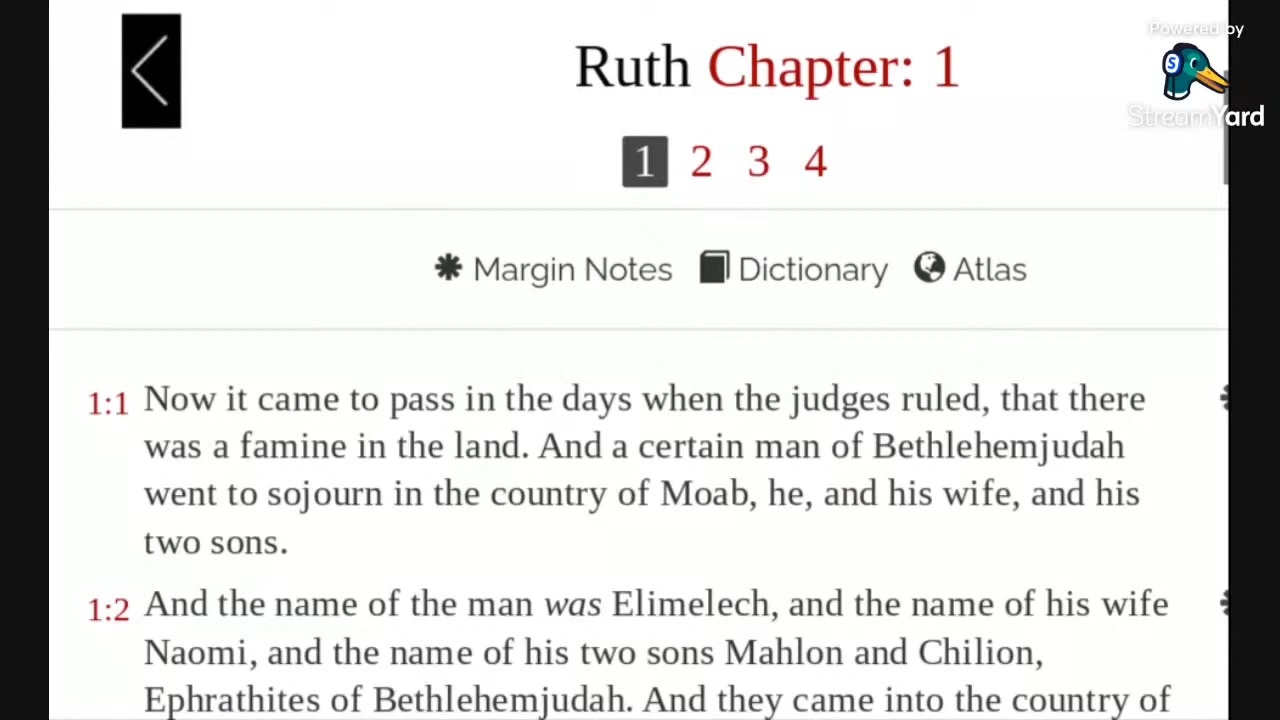 Powered by
StreamYard
Ruth Chapter: 1
1 2 3 4
Margin Notes Dictionary Atlas
1:1 Now it came to pass in the days when the judges ruled, that there
was a famine in the land. And a certain man of Bethlehemjudah
went to sojourn in the country of Moab, he, and his wife, and his
two sons.
1:2 And the name of the man was Elimelech, and the name of his wife
Naomi, and the name of his two sons Mahlon and Chilion,
Ephrathites of Bethlehemjudah. And they came into the country of